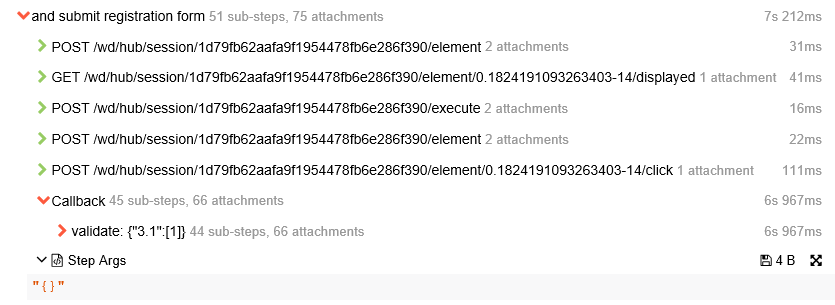 and submit registration form 51 sub-steps, 75 attachments 7s 212ms
POST /wd/hub/session/1d79fb62aafa9f1954478fb6e286f390/element 2 attachments 31ms
GET /wd/hub/session/1d79fb62aafa9f1954478fb6e286f390/element/0.1824191093263403-14/displayed 1 attachment 41ms
POST /wd/hub/session/1d79fb62aafa9f1954478fb6e286f390/execute 2 attachments 16ms
POST /wd/hub/session/1d79fb62aafa9f1954478fb6e286f390/element 2 attachments 22ms
POST /wd/hub/session/1d79fb62aafa9f1954478fb6e286f390/element/0.1824191093263403-14/click 1 attachment 111ms
Callback 45 sub-steps, 66 attachments 6s 967ms
validate: {"3.1":[1]} 44 sub-steps, 66 attachments 6s 967ms
Step Args 4 B
"{}"